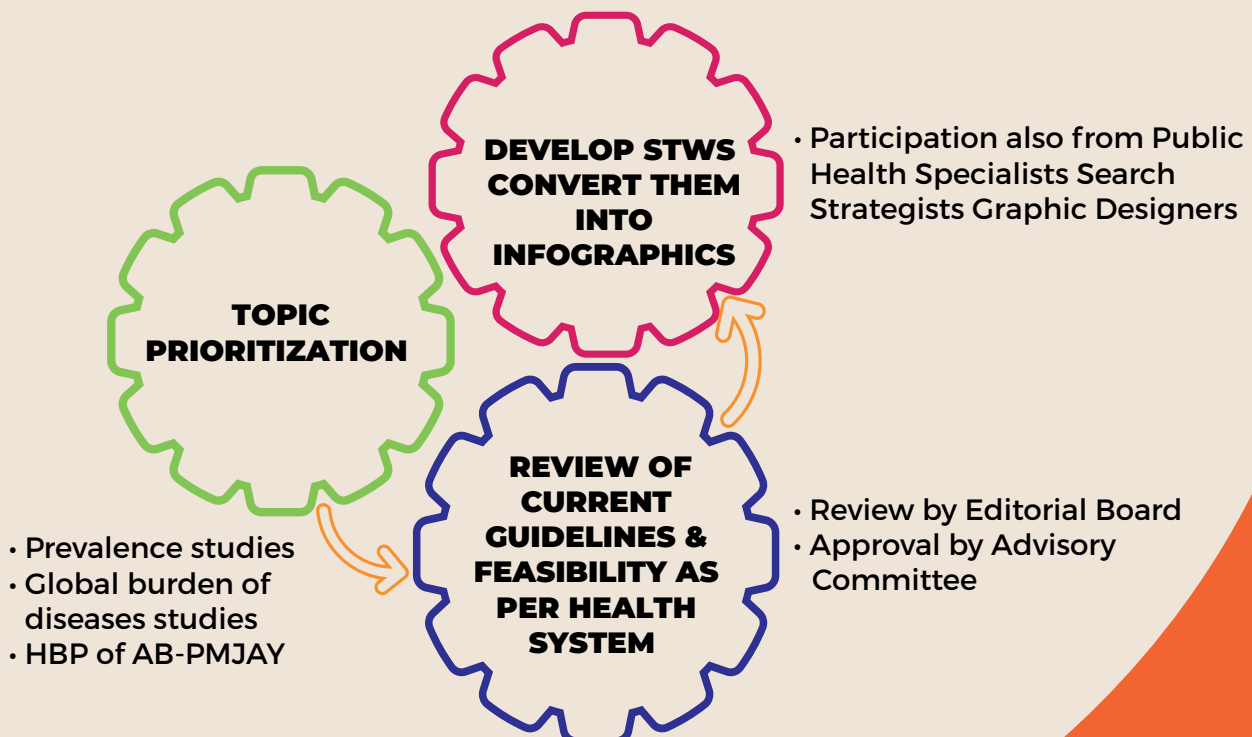 TOPIC
PRIORITIZATION
• Prevalence studies
• Global burden of
diseases studies
• HBP of AB-PMJAY
REVIEW OF
CURRENT
GUIDELINES &
FEASIBILITY AS
PER HEALTH
SYSTEM
• Review by Editorial Board
• Approval by Advisory
Committee
DEVELOP STWS
CONVERT THEM
INTO
INFOGRAPHICS
• Participation also from Public
Health Specialists Search
Strategists Graphic Designers